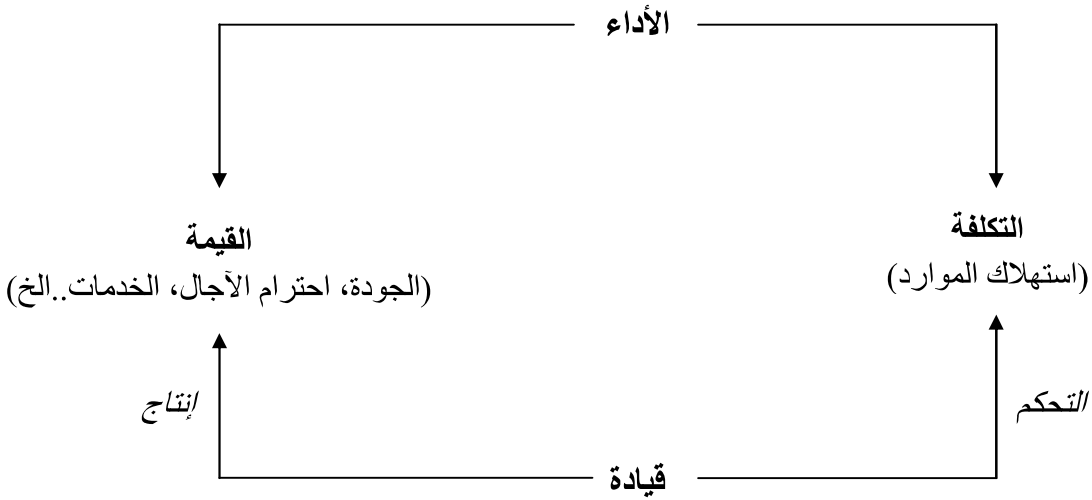 الأداء
التكلفة
(استهلاك الموارد)
القيمة
(الجودة، احترام الآجال، الخدمات..الخ)
التحكم
إنتاج
قيادة